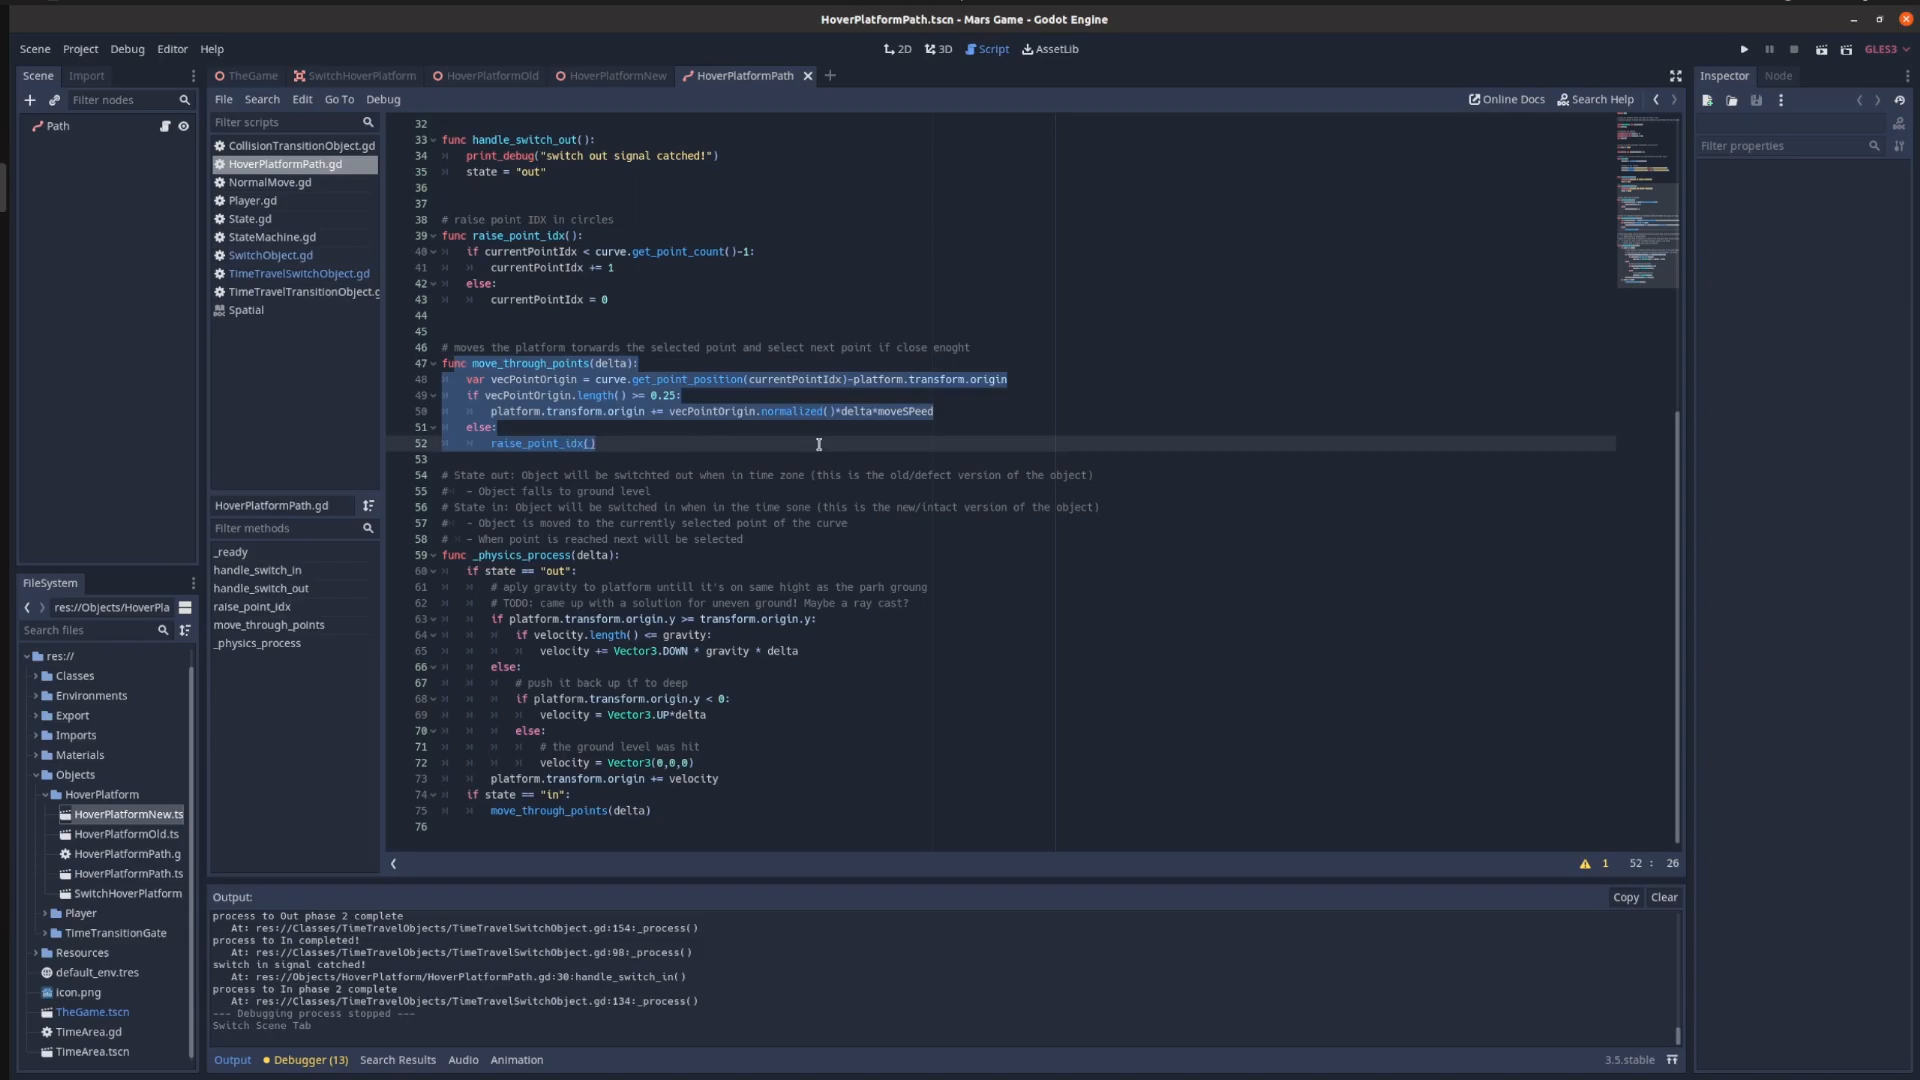 HoverPlatformPath.tscn - Mars Game - Godot Engine
Scene Project Debug Editor Help
2D 3D Script AssetLib
GLES3
Scene Import
TheGame SwitchHoverPlatform HoverPlatformOld HoverPlatformNew HoverPlatformPath
Inspector Node
Filter nodes
File Search Edit Go To Debug
Online Docs Search Help
Path
Filter scripts
Filter properties
CollisionTransitionObject.gd
HoverPlatformPath.gd
NormalMove.gd
Player.gd
State.gd
StateMachine.gd
SwitchObject.gd
TimeTravelSwitchObject.gd
TimeTravelTransitionObject.g
Spatial
HoverPlatformPath.gd
Filter methods
_ready
handle_switch_in
handle_switch_out
raise_point_idx
move_through_points
_physics_process
32
33 func handle_switch_out():
34 print_debug("switch out signal catched!")
35 state = "out"
36
37
38 # raise point IDX in circles
39 func raise_point_idx():
40 if currentPointIdx < curve.get_point_count()-1:
41 currentPointIdx += 1
42 else:
43 currentPointIdx = 0
44
45
46 # moves the platform torwards the selected point and select next point if close enoght
47 func move_through_points(delta):
48 var vecPointOrigin = curve.get_point_position(currentPointIdx)-platform.transform.origin
49 if vecPointOrigin.length() >= 0.25:
50 platform.transform.origin += vecPointOrigin.normalized()*delta*moveSPeed
51 else:
52 raise_point_idx()
53
54 # State out: Object will be switchted out when in time zone (this is the old/defect version of the object)
55 # - Object falls to ground level
56 # State in: Object will be switched in when in the time sone (this is the new/intact version of the object)
57 # - Object is moved to the currently selected point of the curve
58 # - When point is reached next will be selected
59 func _physics_process(delta):
60 if state == "out":
61 # aply gravity to platform untill it's on same hight as the parh groung
62 # TODO: came up with a solution for uneven ground! Maybe a ray cast?
63 if platform.transform.origin.y >= transform.origin.y:
64 if velocity.length() <= gravity:
65 velocity += Vector3.DOWN * gravity * delta
66 else:
67 # push it back up if to deep
68 if platform.transform.origin.y < 0:
69 velocity = Vector3.UP*delta
70 else:
71 # the ground level was hit
72 velocity = Vector3(0,0,0)
73 platform.transform.origin += velocity
74 if state == "in":
75 move_through_points(delta)
76
1 52 : 26
FileSystem
res://Objects/HoverPla
Search files
res://
Classes
Environments
Export
Imports
Materials
Objects
HoverPlatform
HoverPlatformNew.ts
HoverPlatformOld.ts
HoverPlatformPath.g
HoverPlatformPath.ts
SwitchHoverPlatform
Player
TimeTransitionGate
Resources
default_env.tres
icon.png
TheGame.tscn
TimeArea.gd
TimeArea.tscn
Output:
Copy Clear
process to Out phase 2 complete
At: res://Classes/TimeTravelObjects/TimeTravelSwitchObject.gd:154:_process()
process to In completed!
At: res://Classes/TimeTravelObjects/TimeTravelSwitchObject.gd:98:_process()
switch in signal catched!
At: res://Objects/HoverPlatform/HoverPlatformPath.gd:30:handle_switch_in()
process to In phase 2 complete
At: res://Classes/TimeTravelObjects/TimeTravelSwitchObject.gd:134:_process()
--- Debugging process stopped ---
Switch Scene Tab
Output Debugger (13) Search Results Audio Animation
3.5.stable